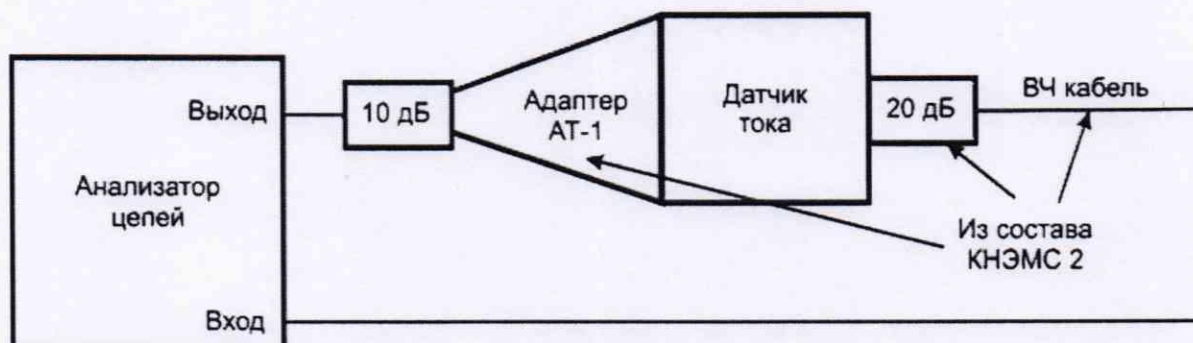 Анализатор
цепей
Выход
Вход
10 дБ
Адаптер
АТ-1
Датчик
тока
20 дБ
ВЧ кабель
Из состава
КНЭМС 2